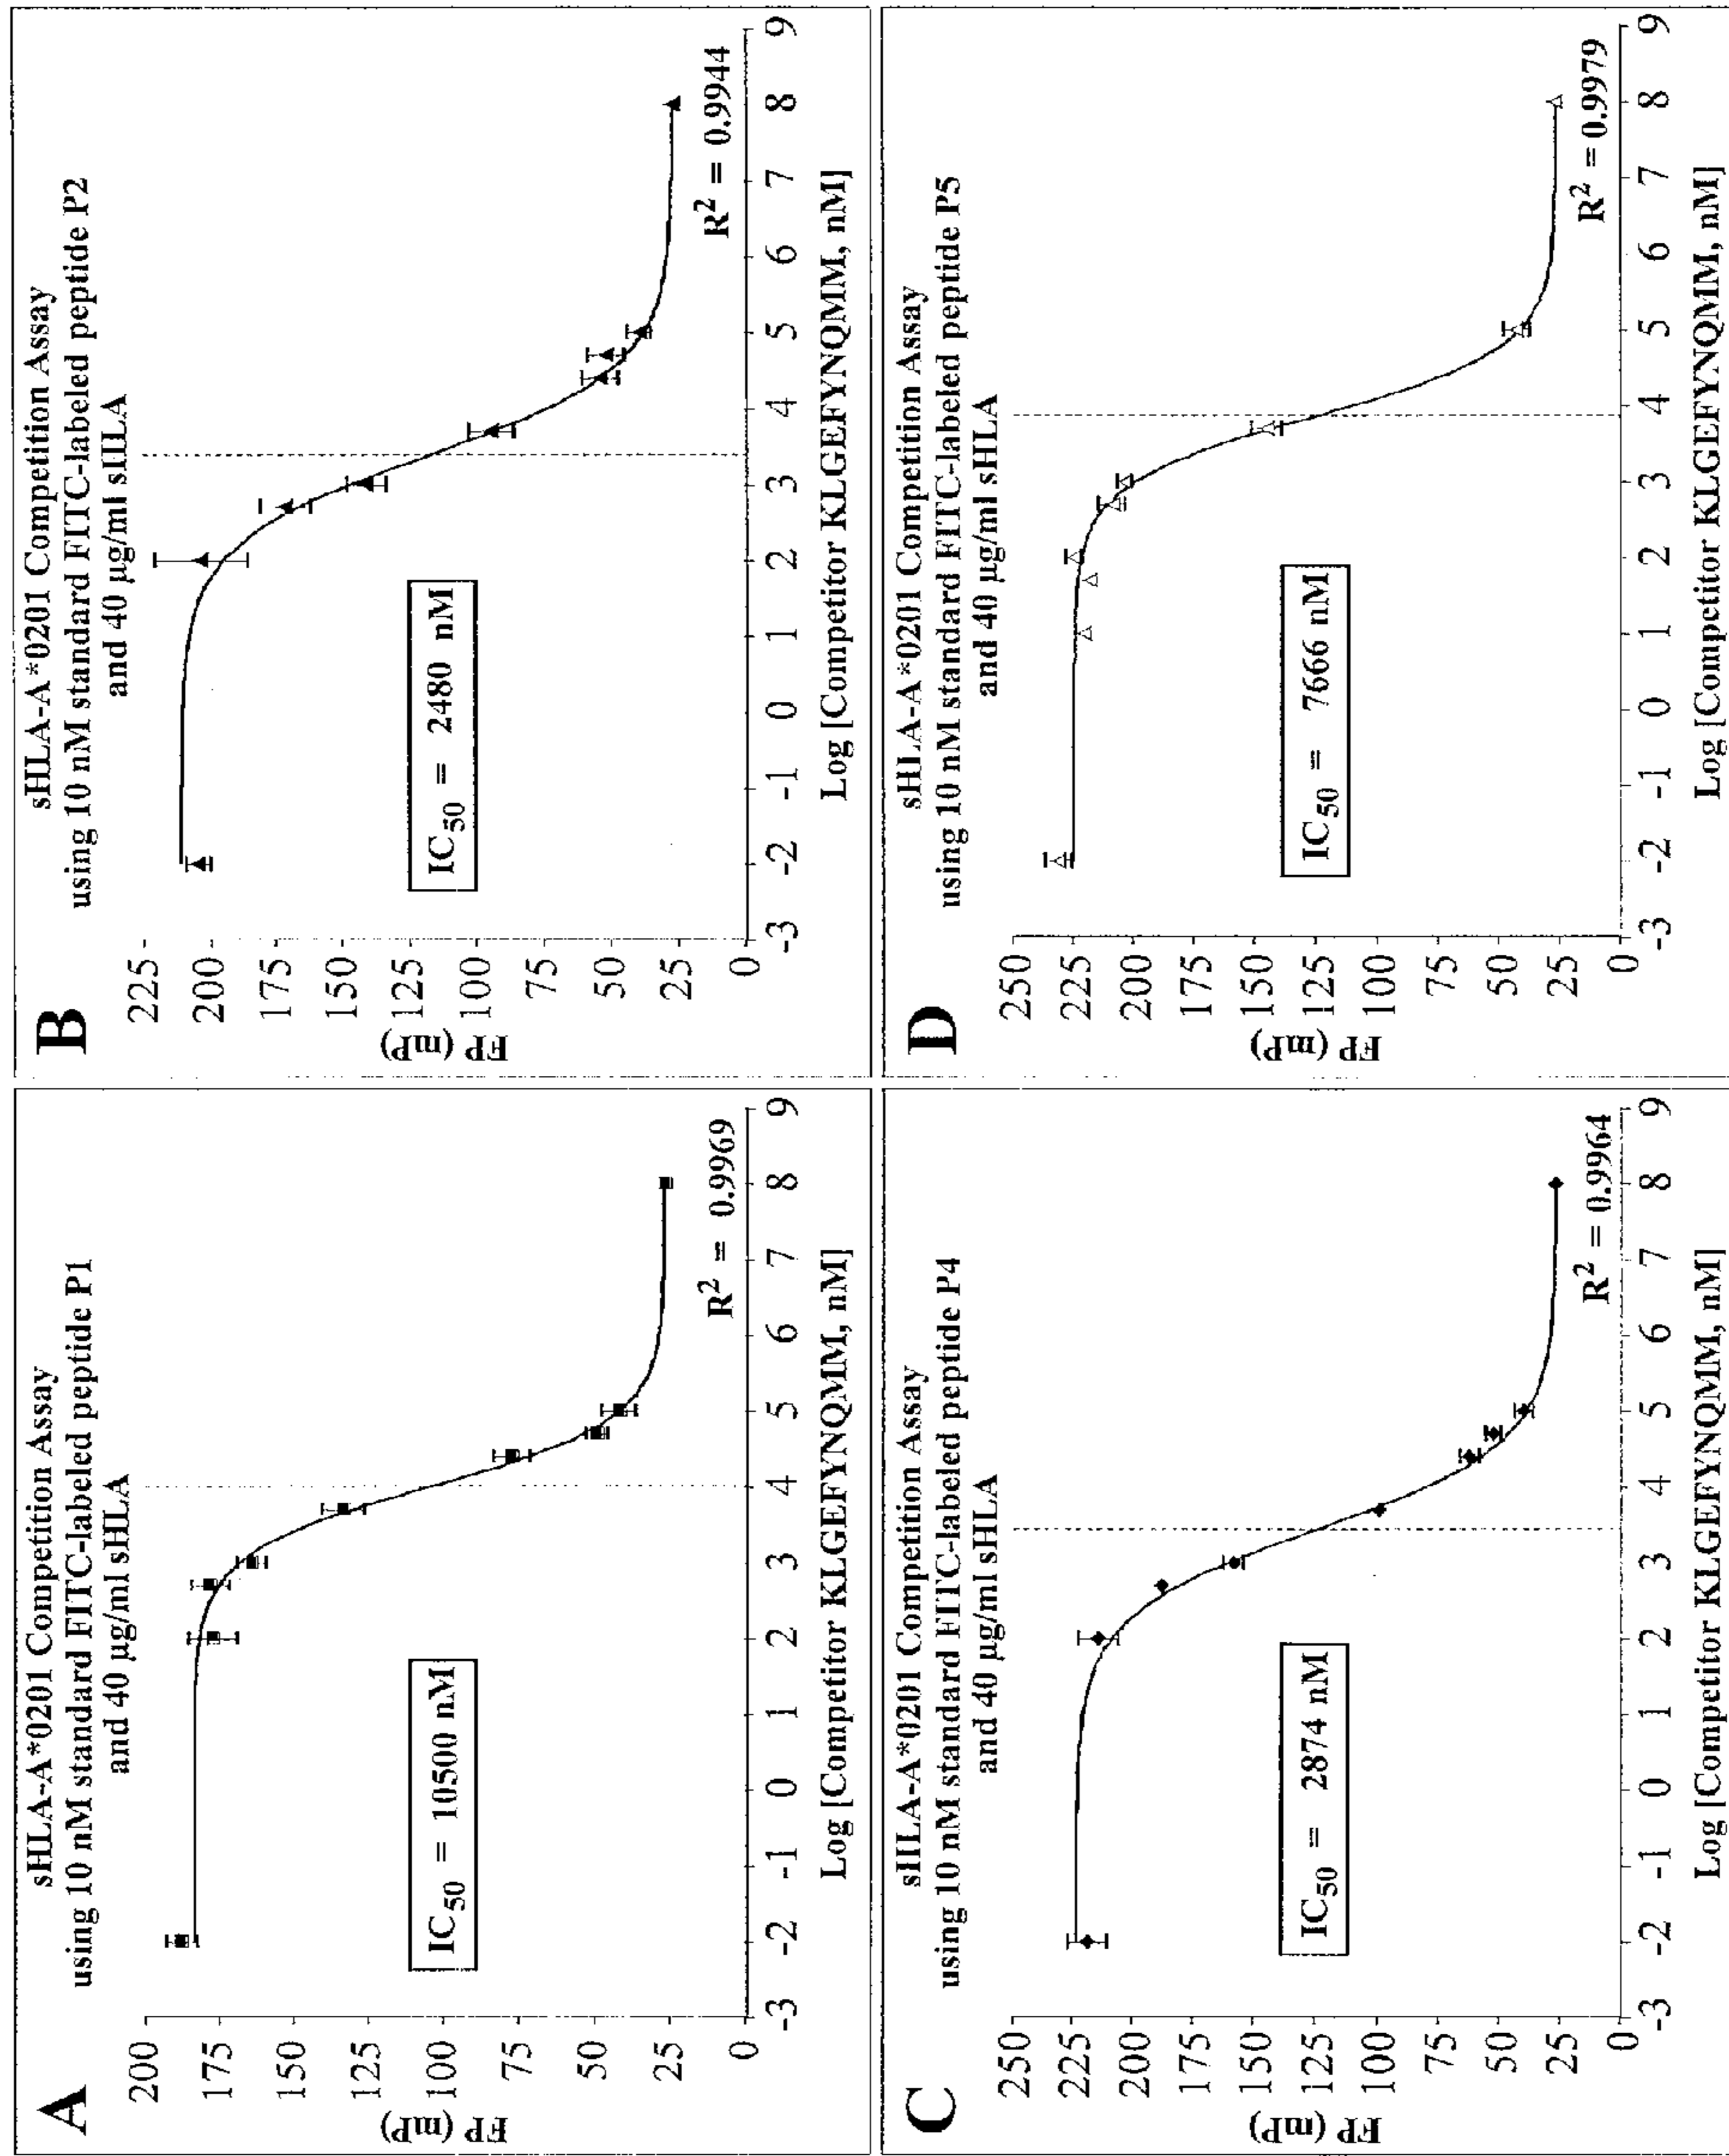 A
sHLA-A*0201 Competition Assay
using 10 nM standard FITC-labeled peptide P1
and 40 µg/ml sHLA
200
175
150
125
100
75
50
25
0
FP (mP)
IC50 = 10500 nM
R2 = 0.9969
-3 -2 -1 0 1 2 3 4 5 6 7 8 9
Log [Competitor KLGEFYNQMM, nM]
B
sHLA-A*0201 Competition Assay
using 10 nM standard FITC-labeled peptide P2
and 40 µg/ml sHLA
225
200
175
150
125
100
75
50
25
0
FP (mP)
IC50 = 2480 nM
R2 = 0.9944
-3 -2 -1 0 1 2 3 4 5 6 7 8 9
Log [Competitor KLGEFYNQMM, nM]
C
sHLA-A*0201 Competition Assay
using 10 nM standard FITC-labeled peptide P4
and 40 µg/ml sHLA
250
225
200
175
150
125
100
75
50
25
0
FP (mP)
IC50 = 2874 nM
R2 = 0.9964
-3 -2 -1 0 1 2 3 4 5 6 7 8 9
Log [Competitor KLGEFYNQMM, nM]
D
sHLA-A*0201 Competition Assay
using 10 nM standard FITC-labeled peptide P5
and 40 µg/ml sHLA
250
225
200
175
150
125
100
75
50
25
0
FP (mP)
IC50 = 7666 nM
R2 = 0.9979
-3 -2 -1 0 1 2 3 4 5 6 7 8 9
Log [Competitor KLGEFYNQMM, nM]